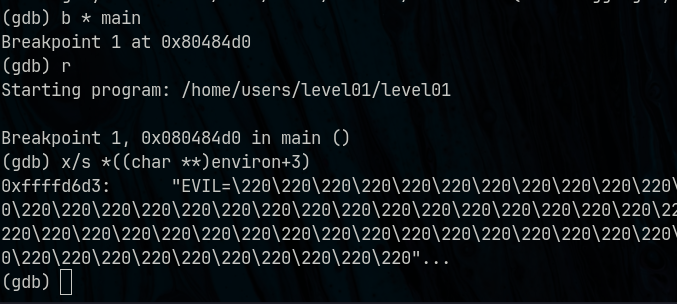 (gdb) b * main
Breakpoint 1 at 0x80484d0
(gdb) r
Starting program: /home/users/level01/level01
Breakpoint 1, 0x080484d0 in main ()
(gdb) x/s *((char **)environ+3)
0xffffd6d3:      "EVIL=\220\220\220\220\220\220\220\220\220\220\220\
0\220\220\220\220\220\220\220\220\220\220\220\220\220\220\220\220\22
220\220\220\220\220\220\220\220\220\220\220\220\220\220\220\220\220\
0\220\220\220\220\220\220\220\220\220\220"...
(gdb)